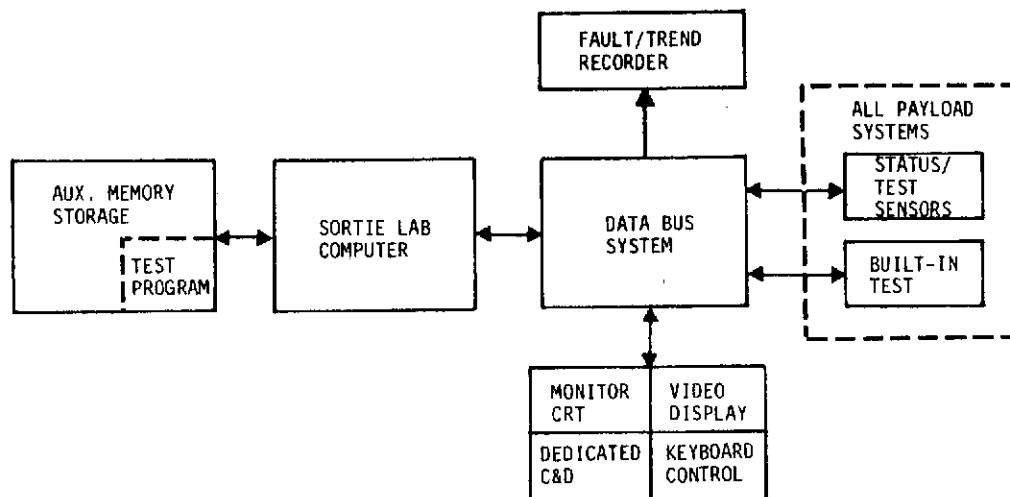 FAULT/TREND
RECORDER
ALL PAYLOAD
SYSTEMS
STATUS/
TEST
SENSORS
AUX. MEMORY
STORAGE
TEST
PROGRAM
SORTIE LAB
COMPUTER
DATA BUS
SYSTEM
BUILT-IN
TEST
MONITOR
CRT
VIDEO
DISPLAY
DEDICATED
C&D
KEYBOARD
CONTROL